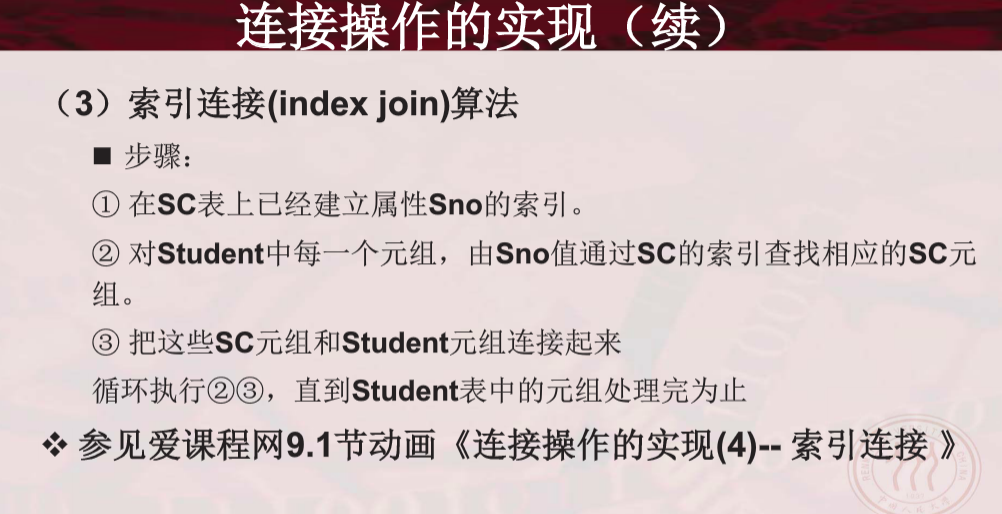 连接操作的实现（续）
（3）索引连接(index join)算法
■ 步骤：
① 在SC表上已经建立属性Sno的索引。
② 对Student中每一个元组，由Sno值通过SC的索引查找相应的SC元
组。
③ 把这些SC元组和Student元组连接起来
循环执行②③，直到Student表中的元组处理完为止
❖ 参见爱课程网9.1节动画《连接操作的实现(4)-- 索引连接 》